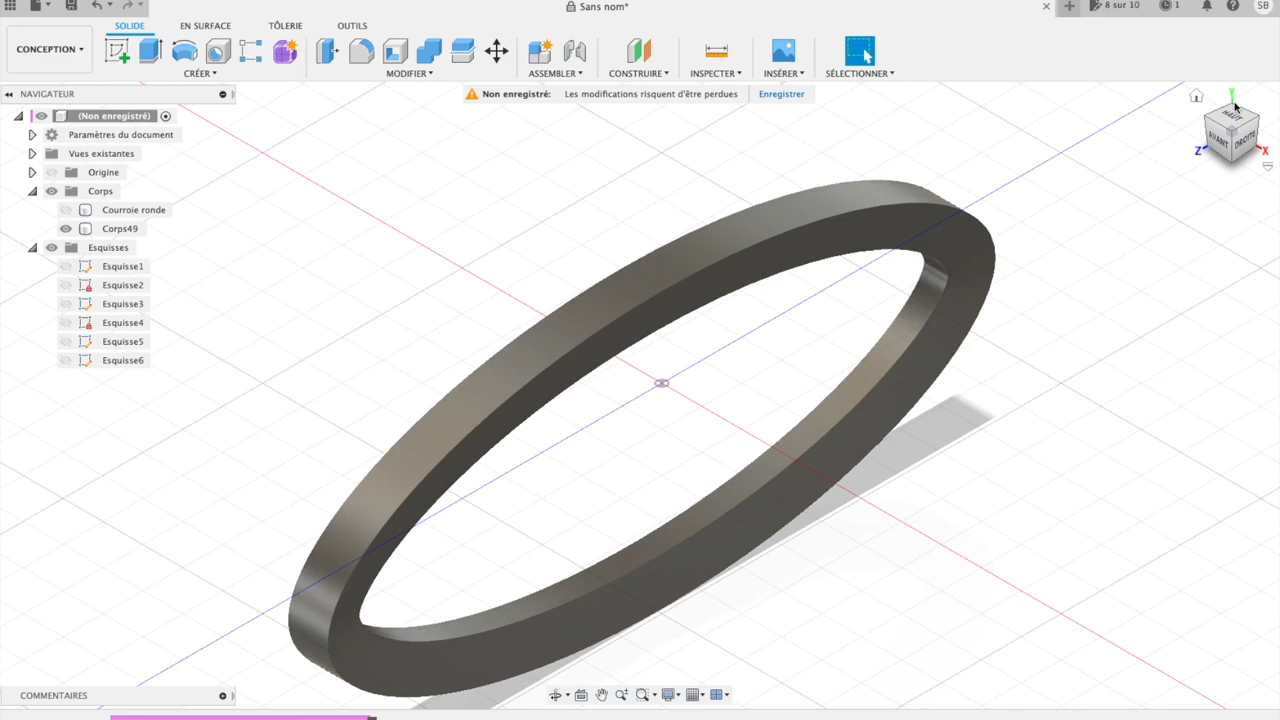 Sans nom*
8 sur 10
1
SB
SOLIDE
EN SURFACE
TÔLERIE
OUTILS
CONCEPTION
CRÉER
MODIFIER
ASSEMBLER
CONSTRUIRE
INSPECTER
INSÉRER
SÉLECTIONNER
NAVIGATEUR
Non enregistré:
Les modifications risquent d'être perdues
Enregistrer
(Non enregistré)
Paramètres du document
Vues existantes
Origine
Corps
Courroie ronde
Corps49
Esquisses
Esquisse1
Esquisse2
Esquisse3
Esquisse4
Esquisse5
Esquisse6
Y
HAUT
AVANT
DROITE
Z
X
COMMENTAIRES